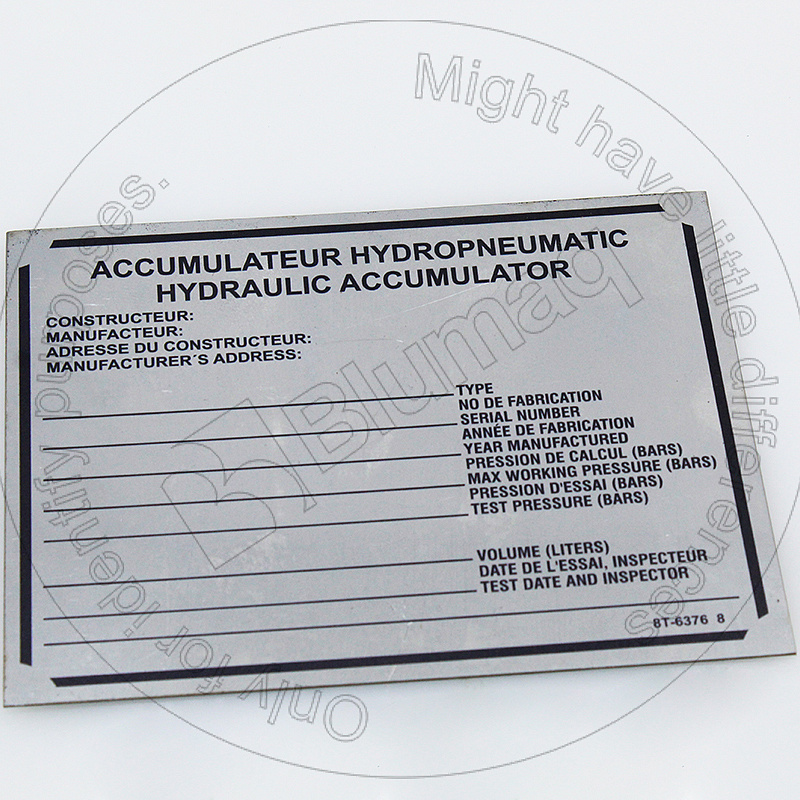 ACCUMULATEUR HYDROPNEUMATIC
HYDRAULIC ACCUMULATOR
CONSTRUCTEUR:
MANUFACTEUR:
ADRESSE DU CONSTRUCTEUR:
MANUFACTURER´S ADDRESS:
TYPE
NO DE FABRICATION
SERIAL NUMBER
ANNÉE DE FABRICATION
YEAR MANUFACTURED
PRESSION DE CALCUL (BARS)
MAX WORKING PRESSURE (BARS)
PRESSION D'ESSAI (BARS)
TEST PRESSURE (BARS)
VOLUME (LITERS)
DATE DE L'ESSAI, INSPECTEUR
TEST DATE AND INSPECTOR
8T-6376 8
Blumaq
Might have little differences
Only for identify purposes.